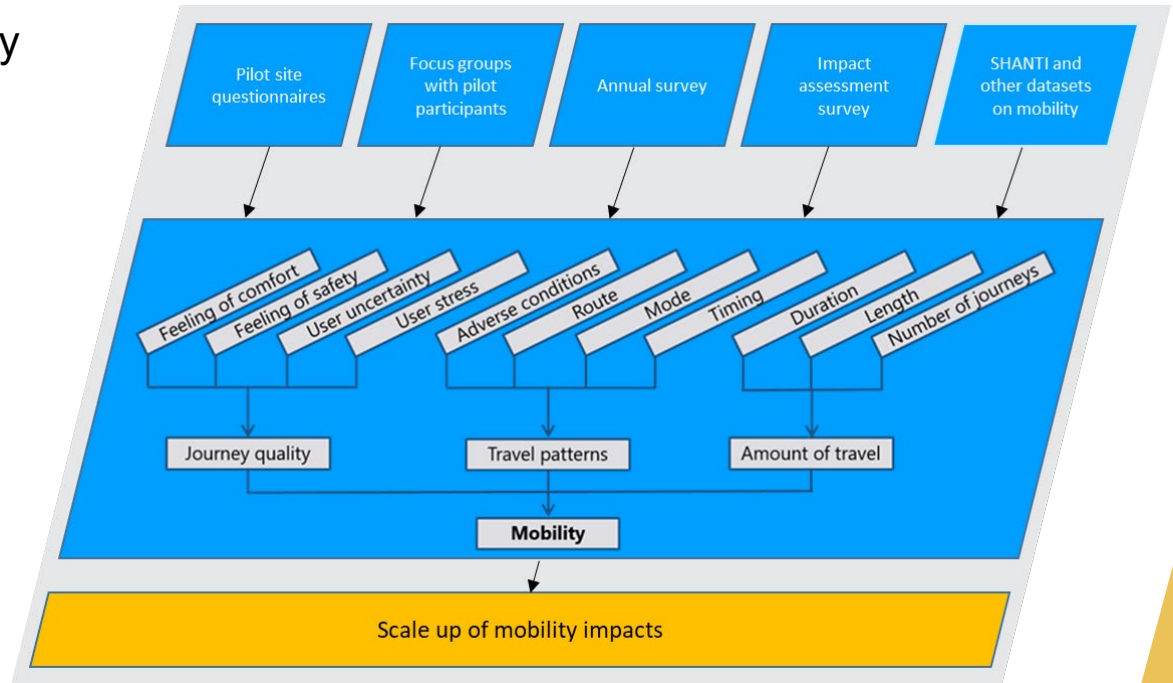 y
Pilot site
questionnaires
Focus groups
with pilot
participants
Annual survey
Impact
assessment
survey
SHANTI and
other datasets
on mobility
Feeling of comfort
Feeling of safety
User uncertainty
User stress
Adverse conditions
Route
Mode
Timing
Duration
Length
Number of journeys
Journey quality
Travel patterns
Amount of travel
Mobility
Scale up of mobility impacts